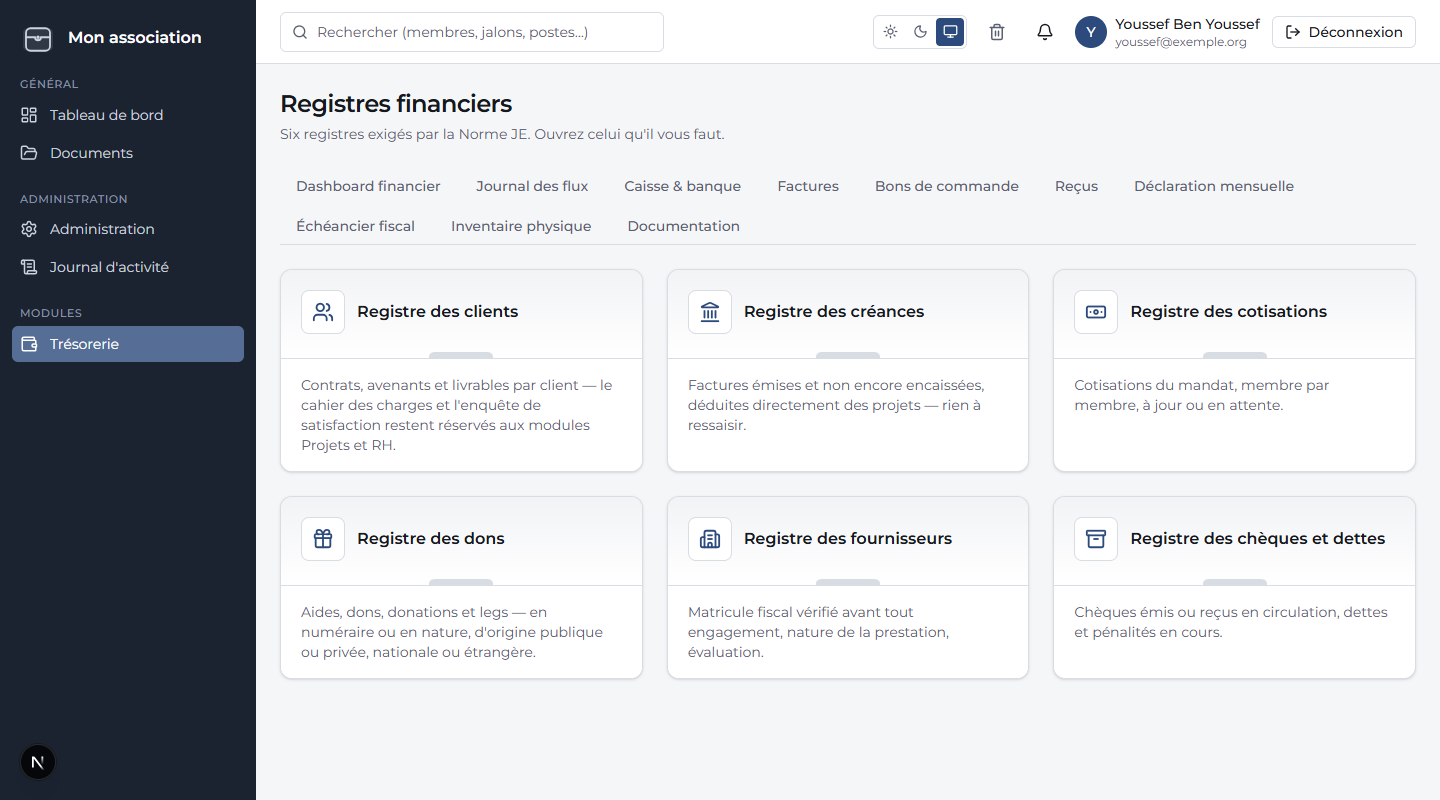 Mon association
GÉNÉRAL
Tableau de bord
Documents
ADMINISTRATION
Administration
Journal d'activité
MODULES
Trésorerie
N
Rechercher (membres, jalons, postes...)
Y
Youssef Ben Youssef
youssef@exemple.org
Déconnexion
Registres financiers
Six registres exigés par la Norme JE. Ouvrez celui qu'il vous faut.
Dashboard financier Journal des flux Caisse & banque Factures Bons de commande Reçus Déclaration mensuelle
Échéancier fiscal Inventaire physique Documentation
Registre des clients
Contrats, avenants et livrables par client — le
cahier des charges et l'enquête de
satisfaction restent réservés aux modules
Projets et RH.
Registre des créances
Factures émises et non encore encaissées,
déduites directement des projets — rien à
ressaisir.
Registre des cotisations
Cotisations du mandat, membre par
membre, à jour ou en attente.
Registre des dons
Aides, dons, donations et legs — en
numéraire ou en nature, d'origine publique
ou privée, nationale ou étrangère.
Registre des fournisseurs
Matricule fiscal vérifié avant tout
engagement, nature de la prestation,
évaluation.
Registre des chèques et dettes
Chèques émis ou reçus en circulation, dettes
et pénalités en cours.